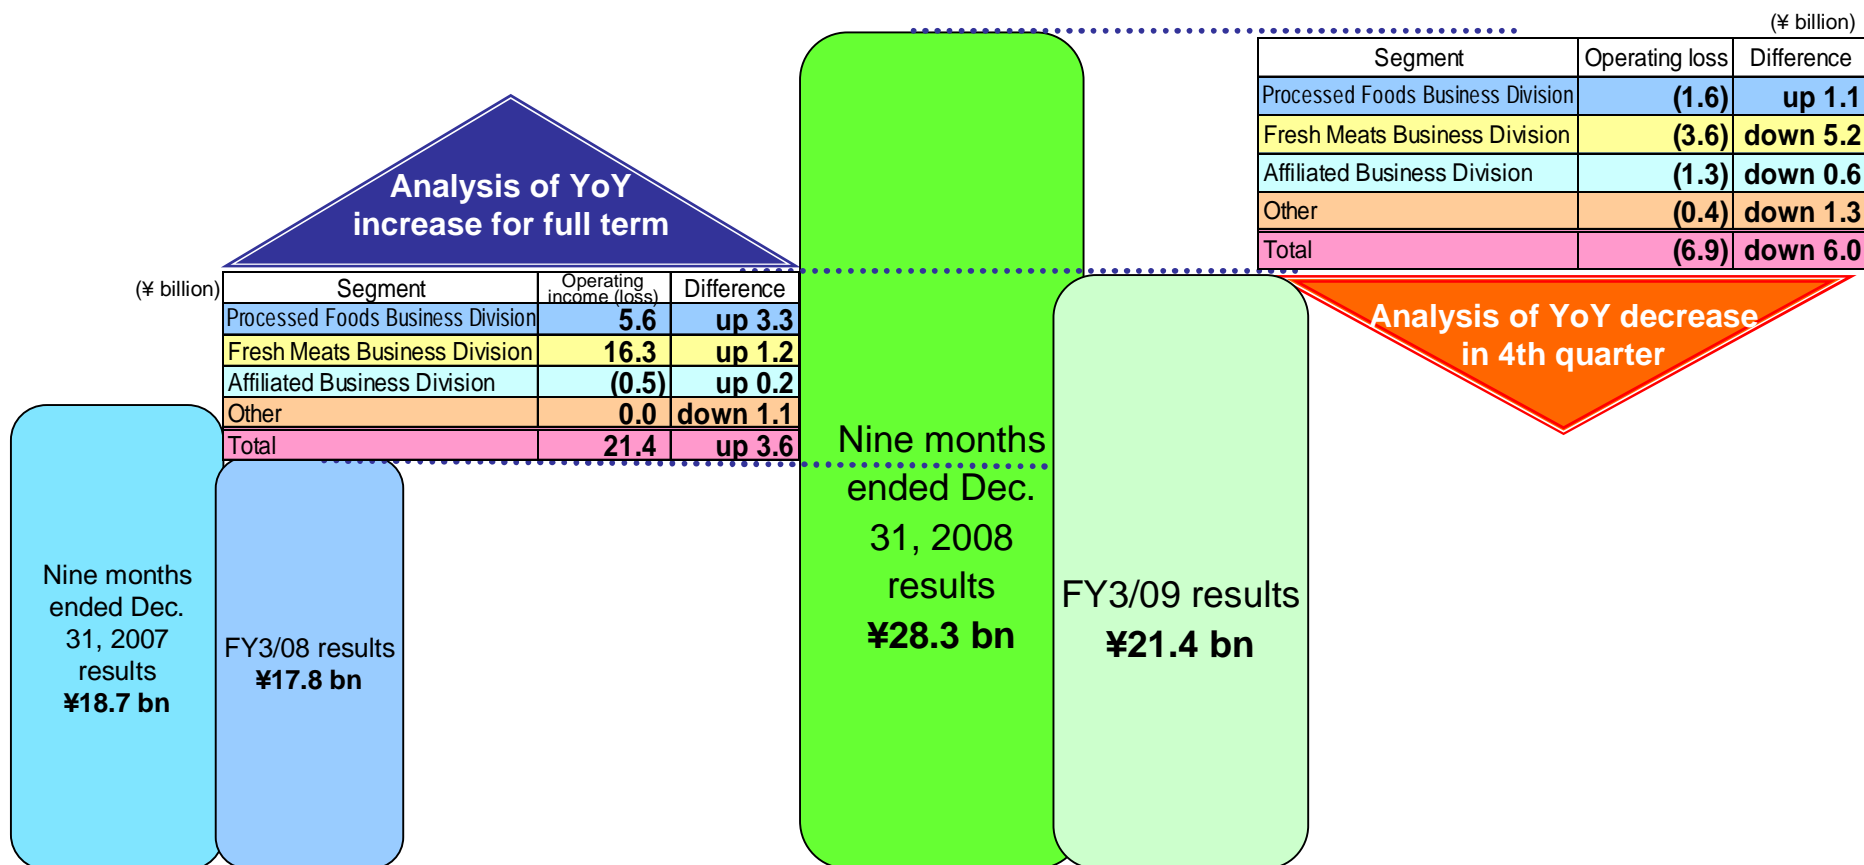 (¥ billion)
Segment Operating loss Difference
Processed Foods Business Division (1.6) up 1.1
Fresh Meats Business Division (3.6) down 5.2
Affiliated Business Division (1.3) down 0.6
Other (0.4) down 1.3
Total (6.9) down 6.0
Analysis of YoY decrease
in 4th quarter
Analysis of YoY
increase for full term
(¥ billion)
Segment Operating income (loss) Difference
Processed Foods Business Division 5.6 up 3.3
Fresh Meats Business Division 16.3 up 1.2
Affiliated Business Division (0.5) up 0.2
Other 0.0 down 1.1
Total 21.4 up 3.6
Nine months
ended Dec.
31, 2007
results
¥18.7 bn
FY3/08 results
¥17.8 bn
Nine months
ended Dec.
31, 2008
results
¥28.3 bn
FY3/09 results
¥21.4 bn